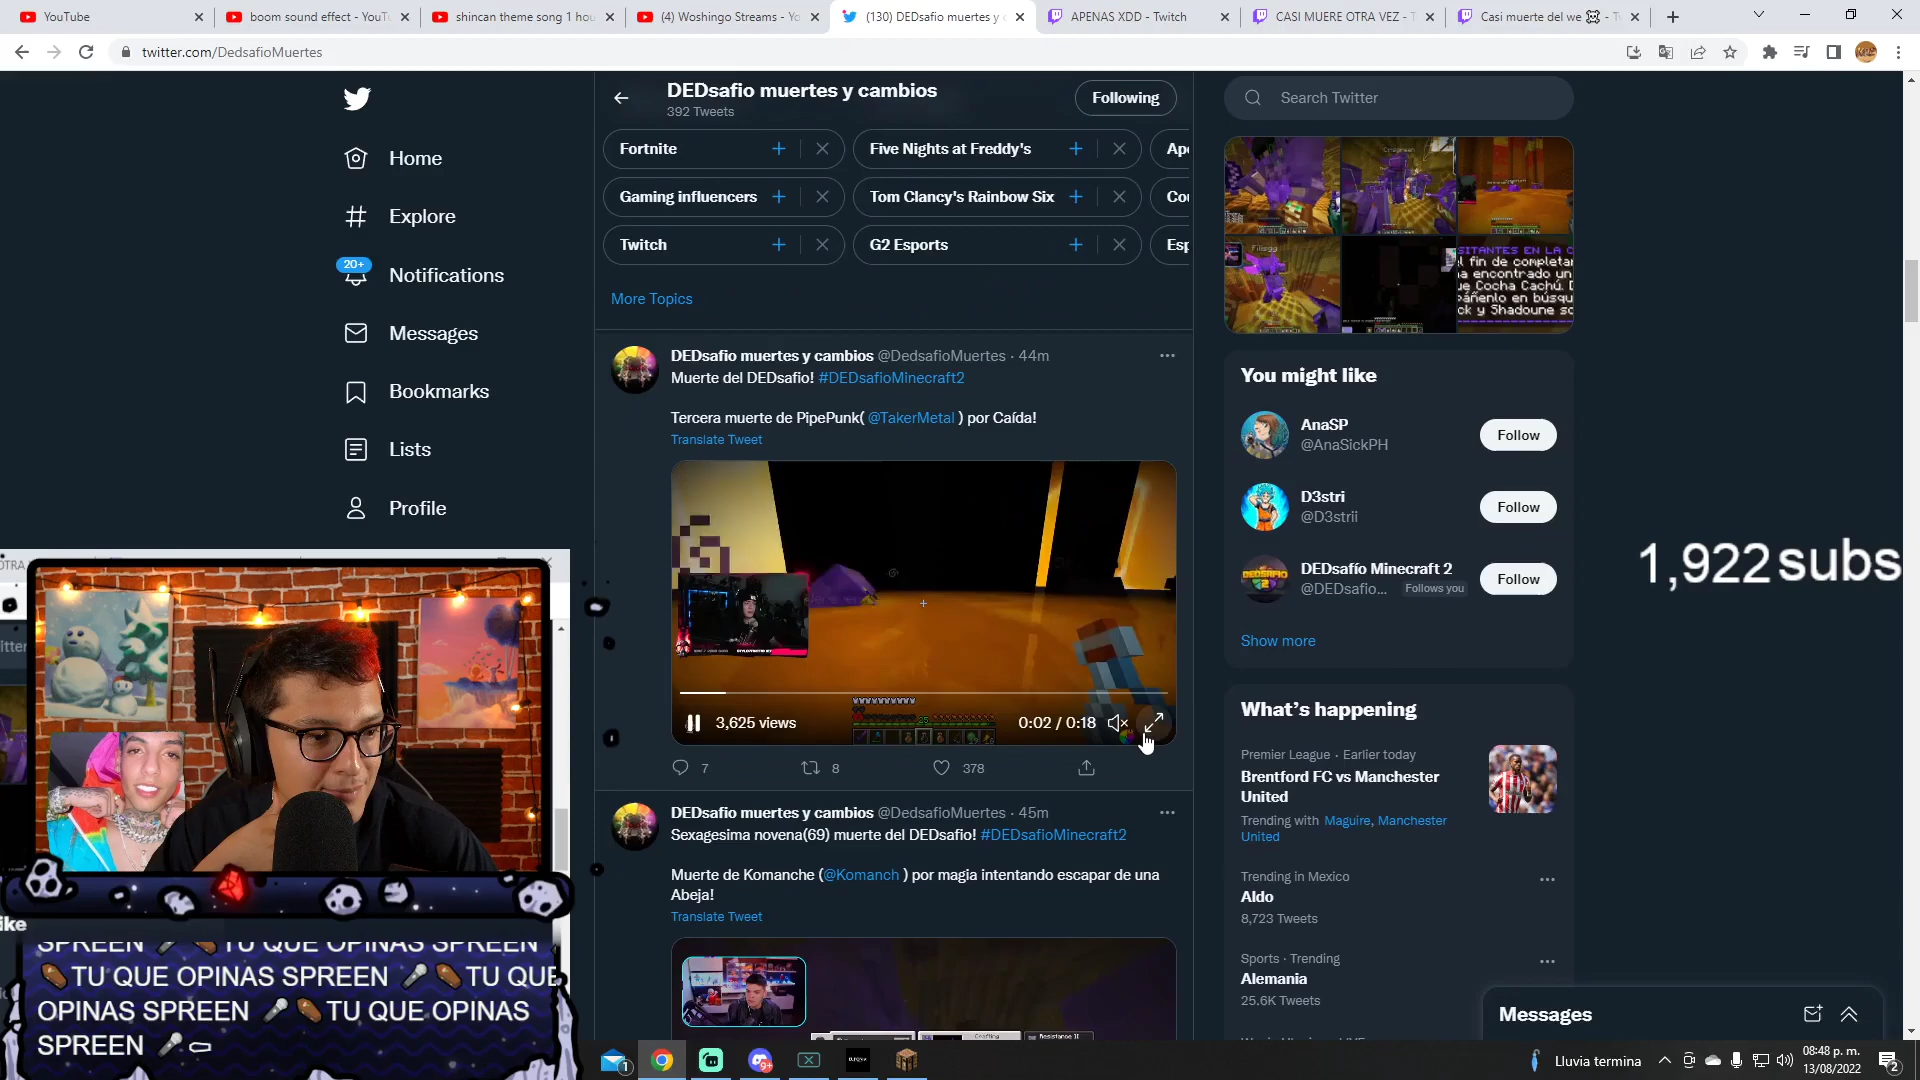 YouTube
boom sound effect - YouTu
shincan theme song 1 hou
(4) Woshingo Streams - Yo
(130) DEDsafio muertes y c
APENAS XDD - Twitch
CASI MUERE OTRA VEZ - T
Casi muerte del we
twitter.com/DedsafioMuertes
Home
Explore
20+
Notifications
Messages
Bookmarks
Lists
Profile
DEDsafio muertes y cambios
392 Tweets
Following
Fortnite
Five Nights at Freddy's
Gaming influencers
Tom Clancy's Rainbow Six
Twitch
G2 Esports
More Topics
DEDsafio muertes y cambios @DedsafioMuertes · 44m
Muerte del DEDsafio! #DEDsafioMinecraft2
Tercera muerte de PipePunk( @TakerMetal ) por Caída!
Translate Tweet
3,625 views
0:02 / 0:18
25
7
8
378
DEDsafio muertes y cambios @DedsafioMuertes · 45m
Sexagesima novena(69) muerte del DEDsafio! #DEDsafioMinecraft2
Muerte de Komanche (@Komanch ) por magia intentando escapar de una
Abeja!
Translate Tweet
Search Twitter
You might like
AnaSP
@AnaSickPH
Follow
D3stri
@D3strii
Follow
DEDsafío Minecraft 2
@DEDsafio... Follows you
Follow
Show more
What's happening
Premier League · Earlier today
Brentford FC vs Manchester
United
Trending with Maguire, Manchester
United
Trending in Mexico
Aldo
8,723 Tweets
Sports · Trending
Alemania
25.6K Tweets
Messages
1,922 subs
SPREEN 🎤 ⚰️TU QUE OPINAS SPREEN
⚰️TU QUE OPINAS SPREEN 🎤⚰️TU QUE
OPINAS SPREEN 🎤⚰️TU QUE OPINAS
SPREEN 🎤
Lluvia termina
08:48 p. m.
13/08/2022